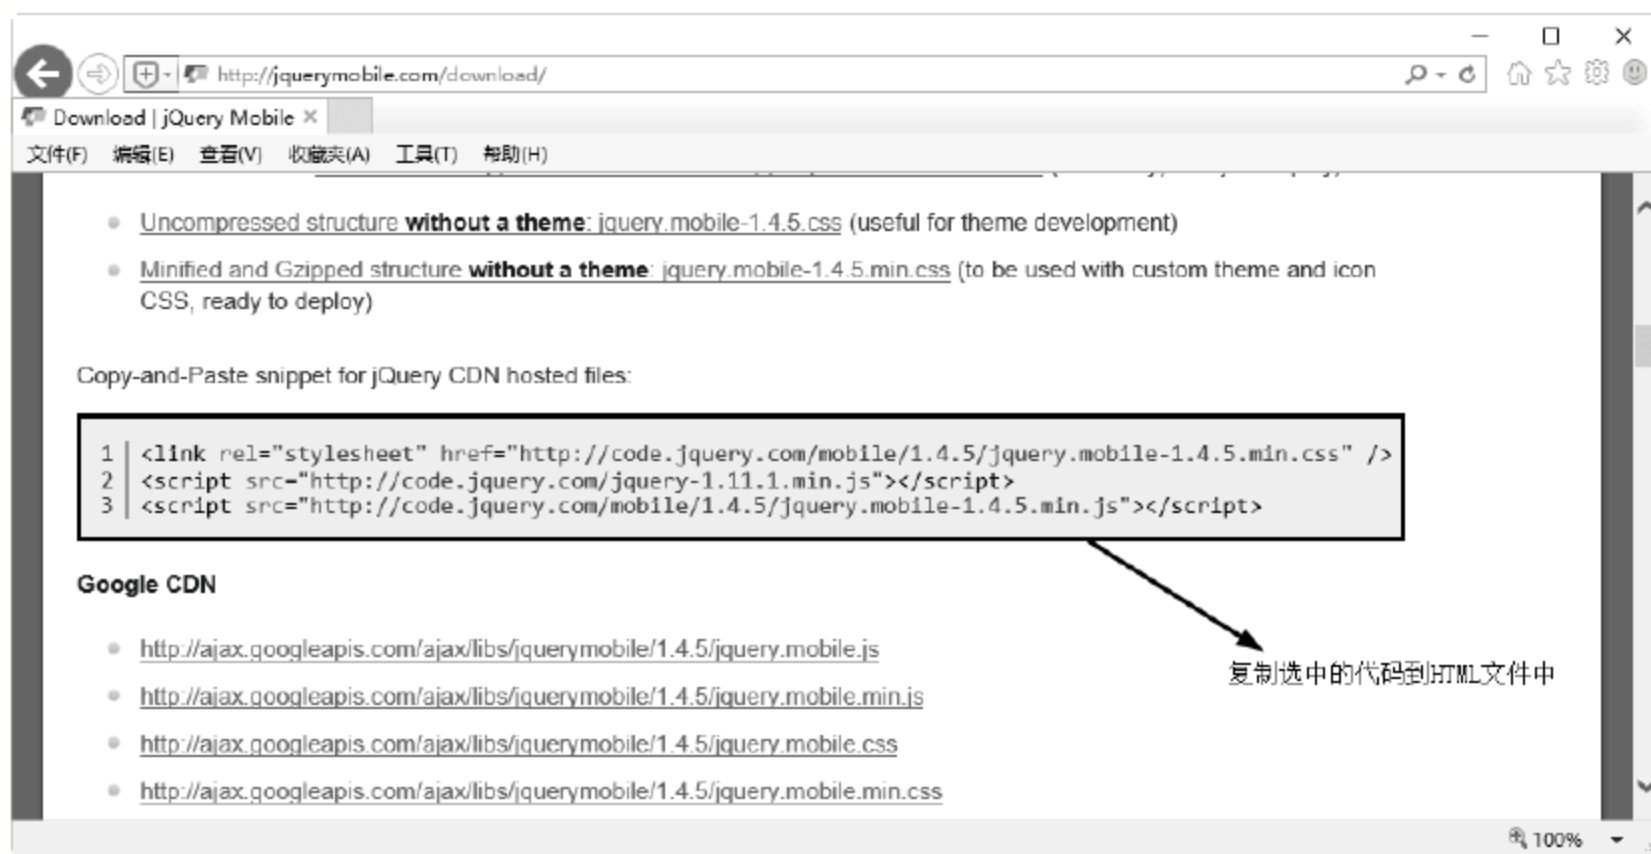 http://jquerymobile.com/download/
Download | jQuery Mobile
文件(F) 编辑(E) 查看(V) 收藏夹(A) 工具(T) 帮助(H)
Uncompressed structure without a theme: jquery.mobile-1.4.5.css (useful for theme development)
Minified and Gzipped structure without a theme: jquery.mobile-1.4.5.min.css (to be used with custom theme and icon
CSS, ready to deploy)
Copy-and-Paste snippet for jQuery CDN hosted files:
1 <link rel="stylesheet" href="http://code.jquery.com/mobile/1.4.5/jquery.mobile-1.4.5.min.css" />
2 <script src="http://code.jquery.com/jquery-1.11.1.min.js"></script>
3 <script src="http://code.jquery.com/mobile/1.4.5/jquery.mobile-1.4.5.min.js"></script>
Google CDN
http://ajax.googleapis.com/ajax/libs/jquerymobile/1.4.5/jquery.mobile.js
复制选中的代码到HTML文件中
http://ajax.googleapis.com/ajax/libs/jquerymobile/1.4.5/jquery.mobile.min.js
http://ajax.googleapis.com/ajax/libs/jquerymobile/1.4.5/jquery.mobile.css
http://ajax.googleapis.com/ajax/libs/jquerymobile/1.4.5/jquery.mobile.min.css
100%